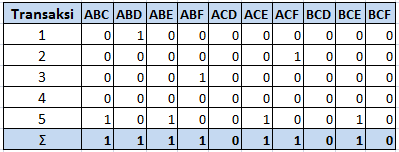 Transaksi ABC ABD ABE ABF ACD ACE ACF BCD BCE BCF
1 0 1 0 0 0 0 0 0 0 0
2 0 0 0 0 0 0 1 0 0 0
3 0 0 0 1 0 0 0 0 0 0
4 0 0 0 0 0 0 0 0 0 0
5 1 0 1 0 0 1 0 0 1 0
Σ 1 1 1 1 0 1 1 0 1 0